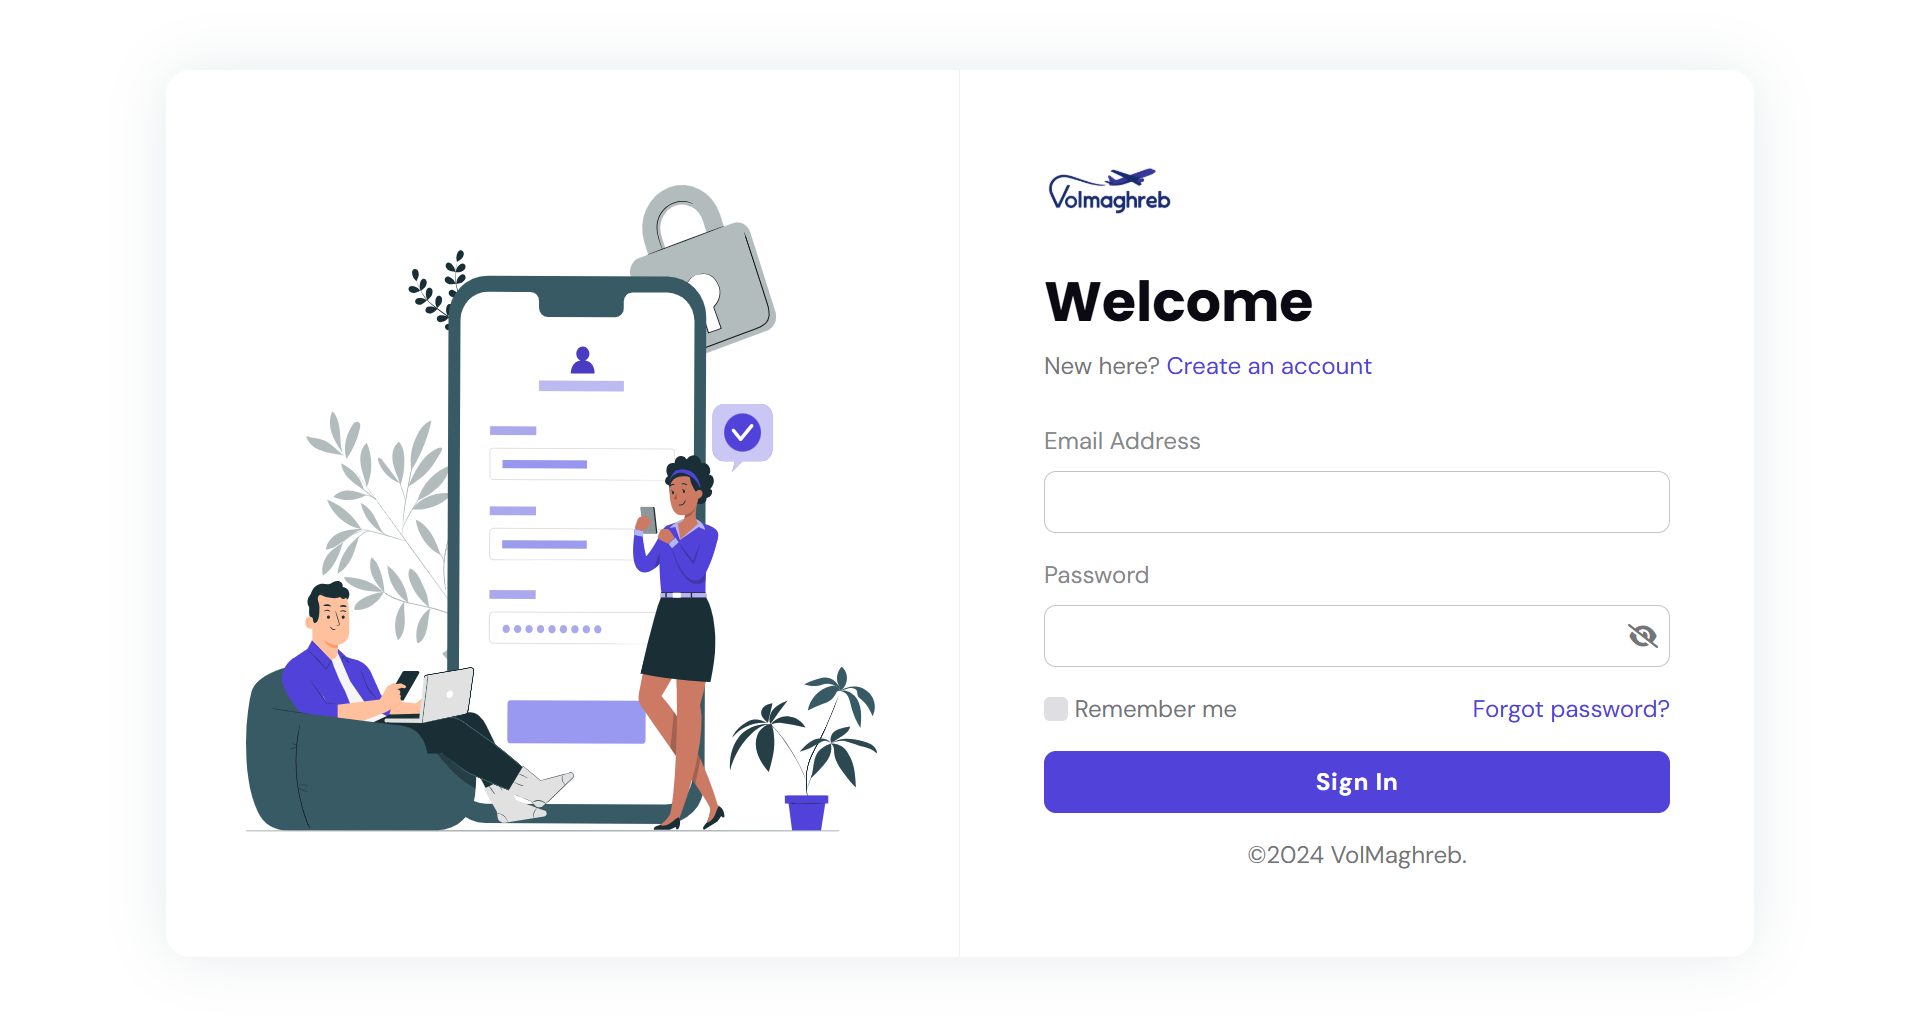 Volmaghreb
Welcome
New here? Create an account
Email Address
Password
Remember me
Forgot password?
Sign In
©2024 VolMaghreb.